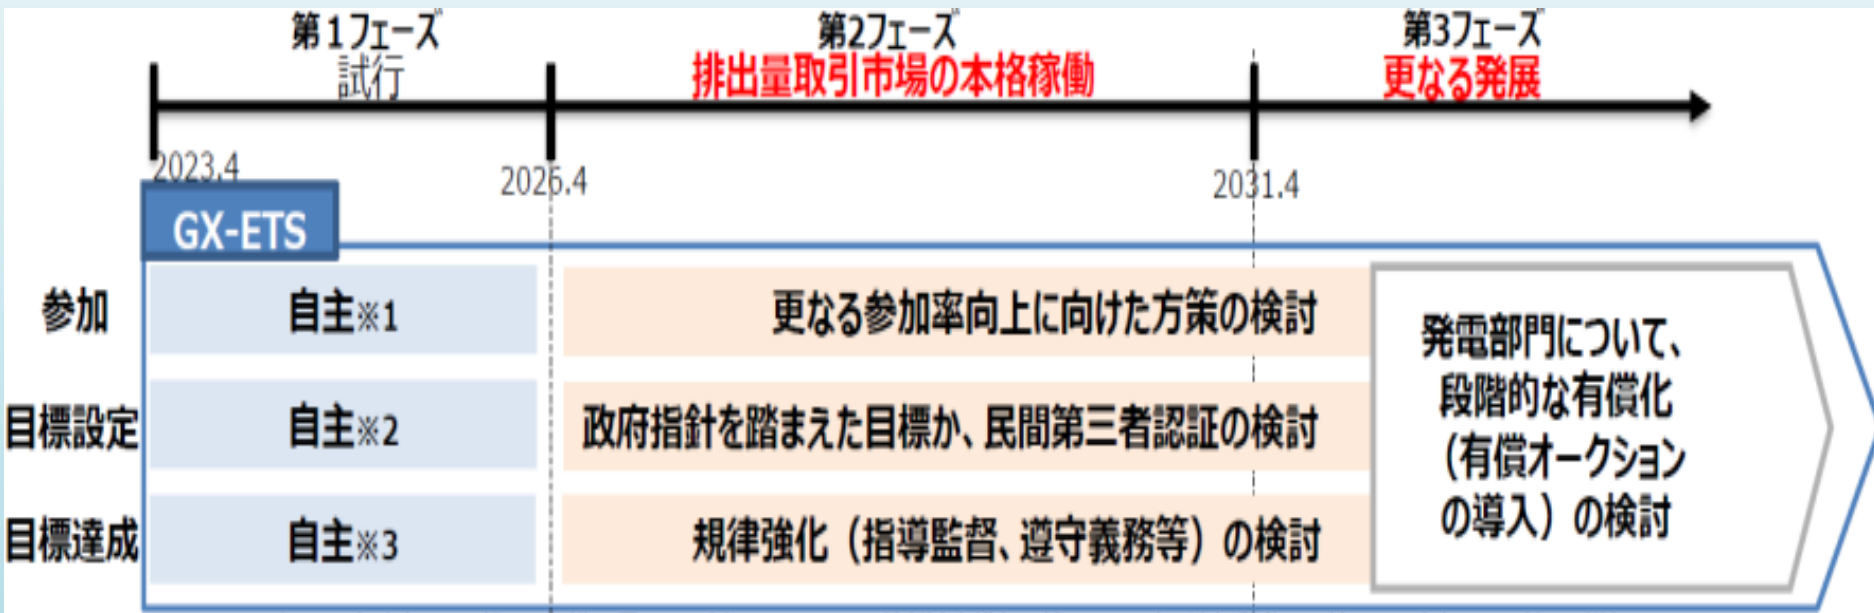 第1フェーズ
試行
第2フェーズ
排出量取引市場の本格稼働
第3フェーズ
更なる発展
2023.4
2026.4
2031.4
GX-ETS
参加
自主※1
更なる参加率向上に向けた方策の検討
目標設定
自主※2
政府指針を踏まえた目標か、民間第三者認証の検討
目標達成
自主※3
規律強化（指導監督、遵守義務等）の検討
発電部門について、
段階的な有償化
（有償オークション
の導入）の検討